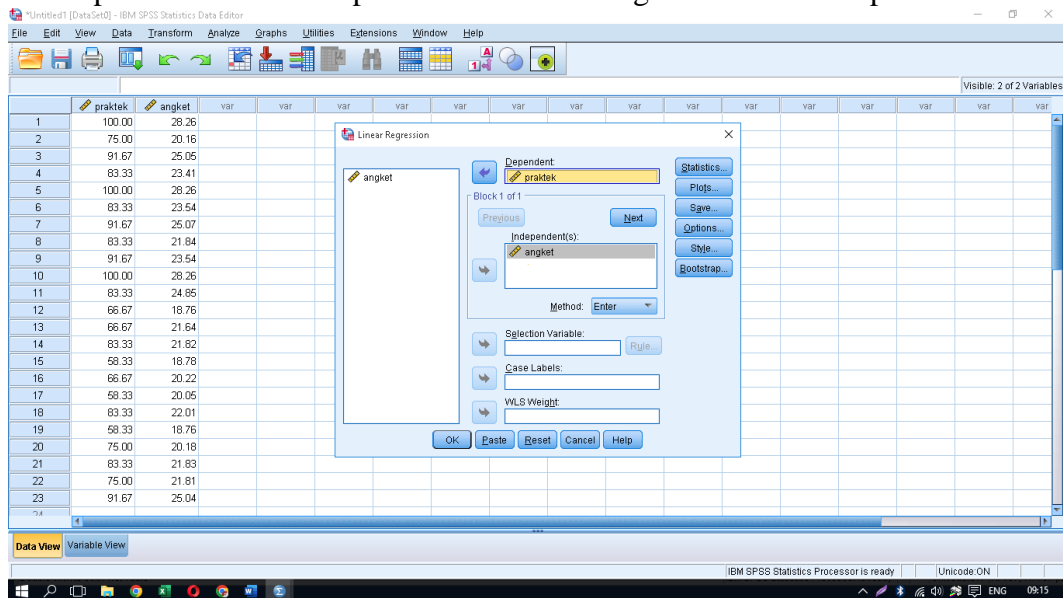 *Untitled1 [DataSet0] - IBM SPSS Statistics Data Editor
File Edit View Data Transform Analyze Graphs Utilities Extensions Window Help
Visible: 2 of 2 Variables
praktek angket var var var var var var var var var var var var var var
1 100.00 28.26
2 75.00 20.16
3 91.67 25.05
4 83.33 23.41
5 100.00 28.26
6 83.33 23.54
7 91.67 25.07
8 83.33 21.84
9 91.67 23.54
10 100.00 28.26
11 83.33 24.85
12 66.67 18.76
13 66.67 21.64
14 83.33 21.82
15 58.33 18.78
16 66.67 20.22
17 58.33 20.05
18 83.33 22.01
19 58.33 18.76
20 75.00 20.18
21 83.33 21.83
22 75.00 21.81
23 91.67 25.04
24
Linear Regression
angket
Dependent:
praktek
Block 1 of 1
Previous Next
Independent(s):
angket
Method: Enter
Selection Variable:
Rule...
Case Labels:
WLS Weight:
Statistics...
Plots...
Save...
Options...
Style...
Bootstrap...
OK Paste Reset Cancel Help
Data View Variable View
IBM SPSS Statistics Processor is ready Unicode:ON
ENG 09:15